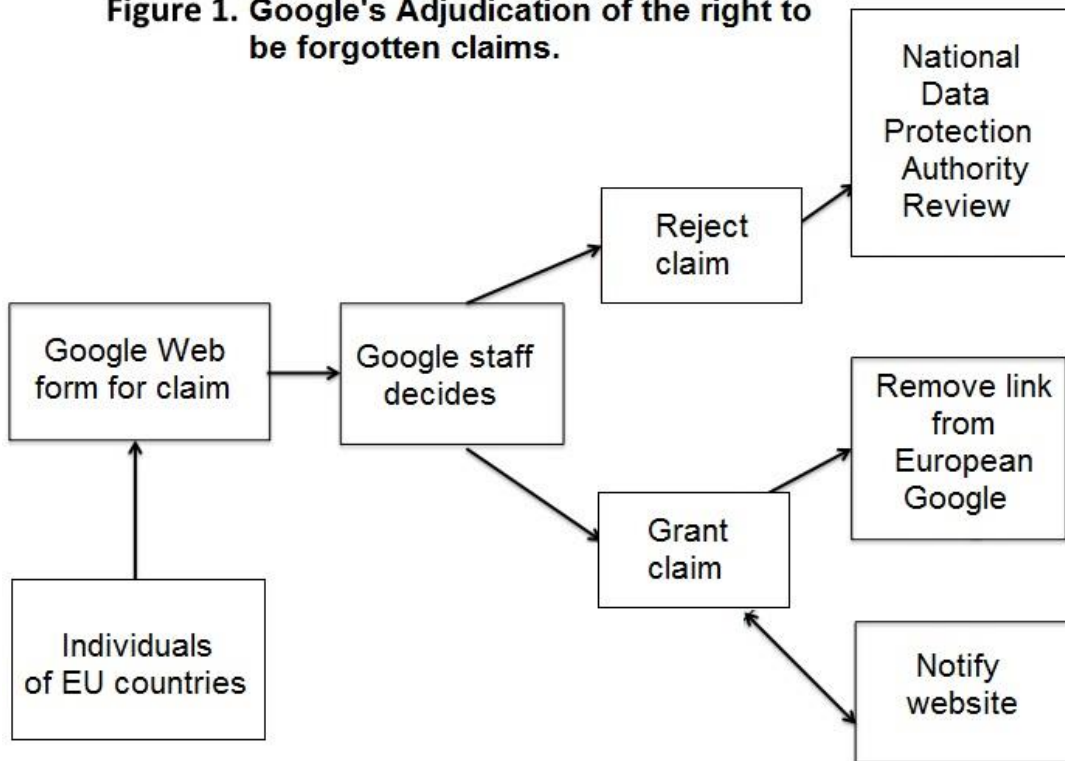 Figure 1. Google's Adjudication of the right to
be forgotten claims.
National
Data
Protection
Authority
Review
Reject
claim
Google Web
form for claim
Google staff
decides
Remove link
from
European
Google
Grant
claim
Individuals
of EU countries
Notify
website